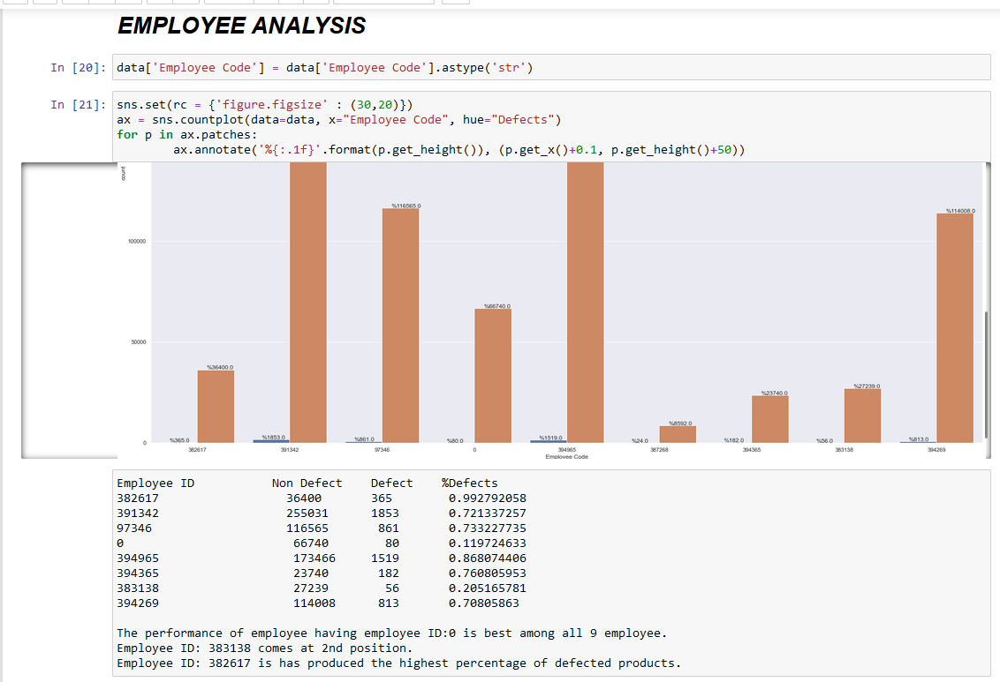 EMPLOYEE ANALYSIS
In [20]: data['Employee Code'] = data['Employee Code'].astype('str')
In [21]: sns.set(rc = {'figure.figsize' : (30,20)})
ax = sns.countplot(data=data, x="Employee Code", hue="Defects")
for p in ax.patches:
ax.annotate('%{:.1f}'.format(p.get_height()), (p.get_x()+0.1, p.get_height()+50))
count
%116565.0
%114008.0
100000
%66740.0
50000
%36400.0
%23740.0
%27239.0
%8592.0
0
%365.0
%1853.0
%861.0
%80.0
%1519.0
%24.0
%182.0
%56.0
%813.0
382617 391342 97346 0 394965 387268 394365 383138 394269
Employee Code
Employee ID Non Defect Defect %Defects
382617 36400 365 0.992792058
391342 255031 1853 0.721337257
97346 116565 861 0.733227735
0 66740 80 0.119724633
394965 173466 1519 0.868074406
394365 23740 182 0.760805953
383138 27239 56 0.205165781
394269 114008 813 0.70805863
The performance of employee having employee ID:0 is best among all 9 employee.
Employee ID: 383138 comes at 2nd position.
Employee ID: 382617 is has produced the highest percentage of defected products.